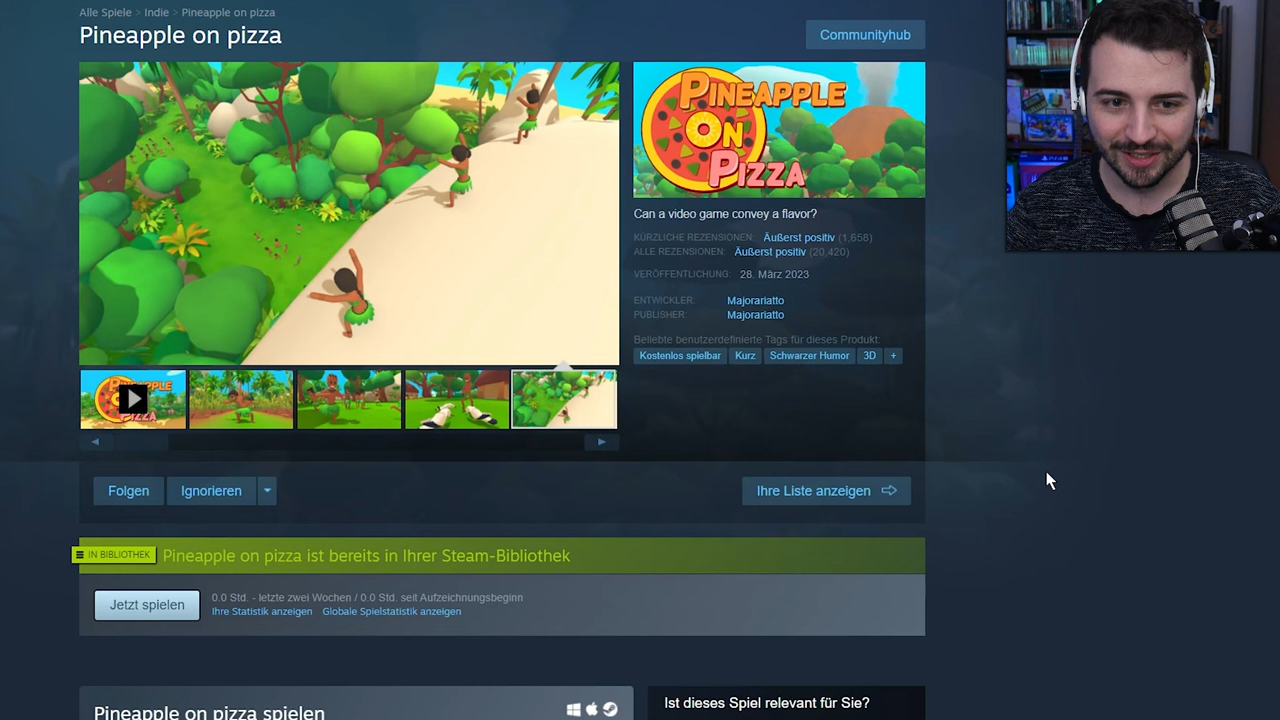 Alle Spiele > Indie > Pineapple on pizza
Pineapple on pizza
Communityhub
PINEAPPLE
ON
PIZZA
Can a video game convey a flavor?
KÜRZLICHE REZENSIONEN: Äußerst positiv (1,658)
ALLE REZENSIONEN: Äußerst positiv (20,420)
VERÖFFENTLICHUNG: 28. März 2023
ENTWICKLER: Majorariatto
PUBLISHER: Majorariatto
Beliebte benutzerdefinierte Tags für dieses Produkt:
Kostenlos spielbar Kurz Schwarzer Humor 3D +
PINEAPPLE
ON
PIZZA
Folgen Ignorieren Ihre Liste anzeigen
IN BIBLIOTHEK Pineapple on pizza ist bereits in Ihrer Steam-Bibliothek
Jetzt spielen
0.0 Std. - letzte zwei Wochen / 0.0 Std. seit Aufzeichnungsbeginn
Ihre Statistik anzeigen Globale Spielstatistik anzeigen
Pineapple on pizza spielen
Ist dieses Spiel relevant für Sie?